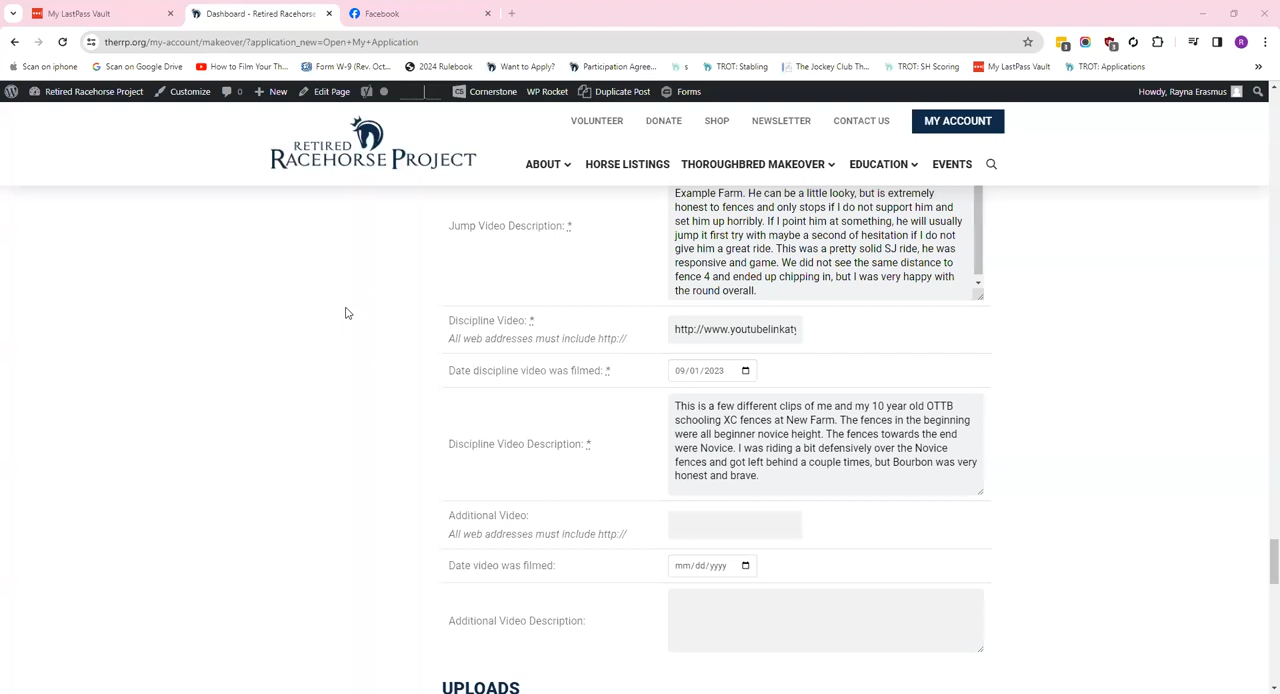 My LastPass Vault
Dashboard - Retired Racehorse
Facebook
therrp.org/my-account/makeover/?application_new=Open+My+Application
Scan on iphone
Scan on Google Drive
How to Film Your Th...
Form W-9 (Rev. Oct...
2024 Rulebook
Want to Apply?
Participation Agree...
s
TROT: Stabling
The Jockey Club Th...
TROT: SH Scoring
My LastPass Vault
TROT: Applications
Retired Racehorse Project
Customize
0
New
Edit Page
Cornerstone
WP Rocket
Duplicate Post
Forms
Howdy, Rayna Erasmus
VOLUNTEER DONATE SHOP NEWSLETTER CONTACT US MY ACCOUNT
RETIRED
RACEHORSE PROJECT
ABOUT HORSE LISTINGS THOROUGHBRED MAKEOVER EDUCATION EVENTS
Jump Video Description: *
Example Farm. He can be a little looky, but is extremely
honest to fences and only stops if I do not support him and
set him up horribly. If I point him at something, he will usually
jump it first try with maybe a second of hesitation if I do not
give him a great ride. This was a pretty solid SJ ride, he was
responsive and game. We did not see the same distance to
fence 4 and ended up chipping in, but I was very happy with
the round overall.
Discipline Video: *
All web addresses must include http://
http://www.youtubelinkaty
Date discipline video was filmed: *
09/01/2023
Discipline Video Description: *
This is a few different clips of me and my 10 year old OTTB
schooling XC fences at New Farm. The fences in the beginning
were all beginner novice height. The fences towards the end
were Novice. I was riding a bit defensively over the Novice
fences and got left behind a couple times, but Bourbon was very
honest and brave.
Additional Video:
All web addresses must include http://
Date video was filmed:
mm/dd/yyyy
Additional Video Description:
UPLOADS